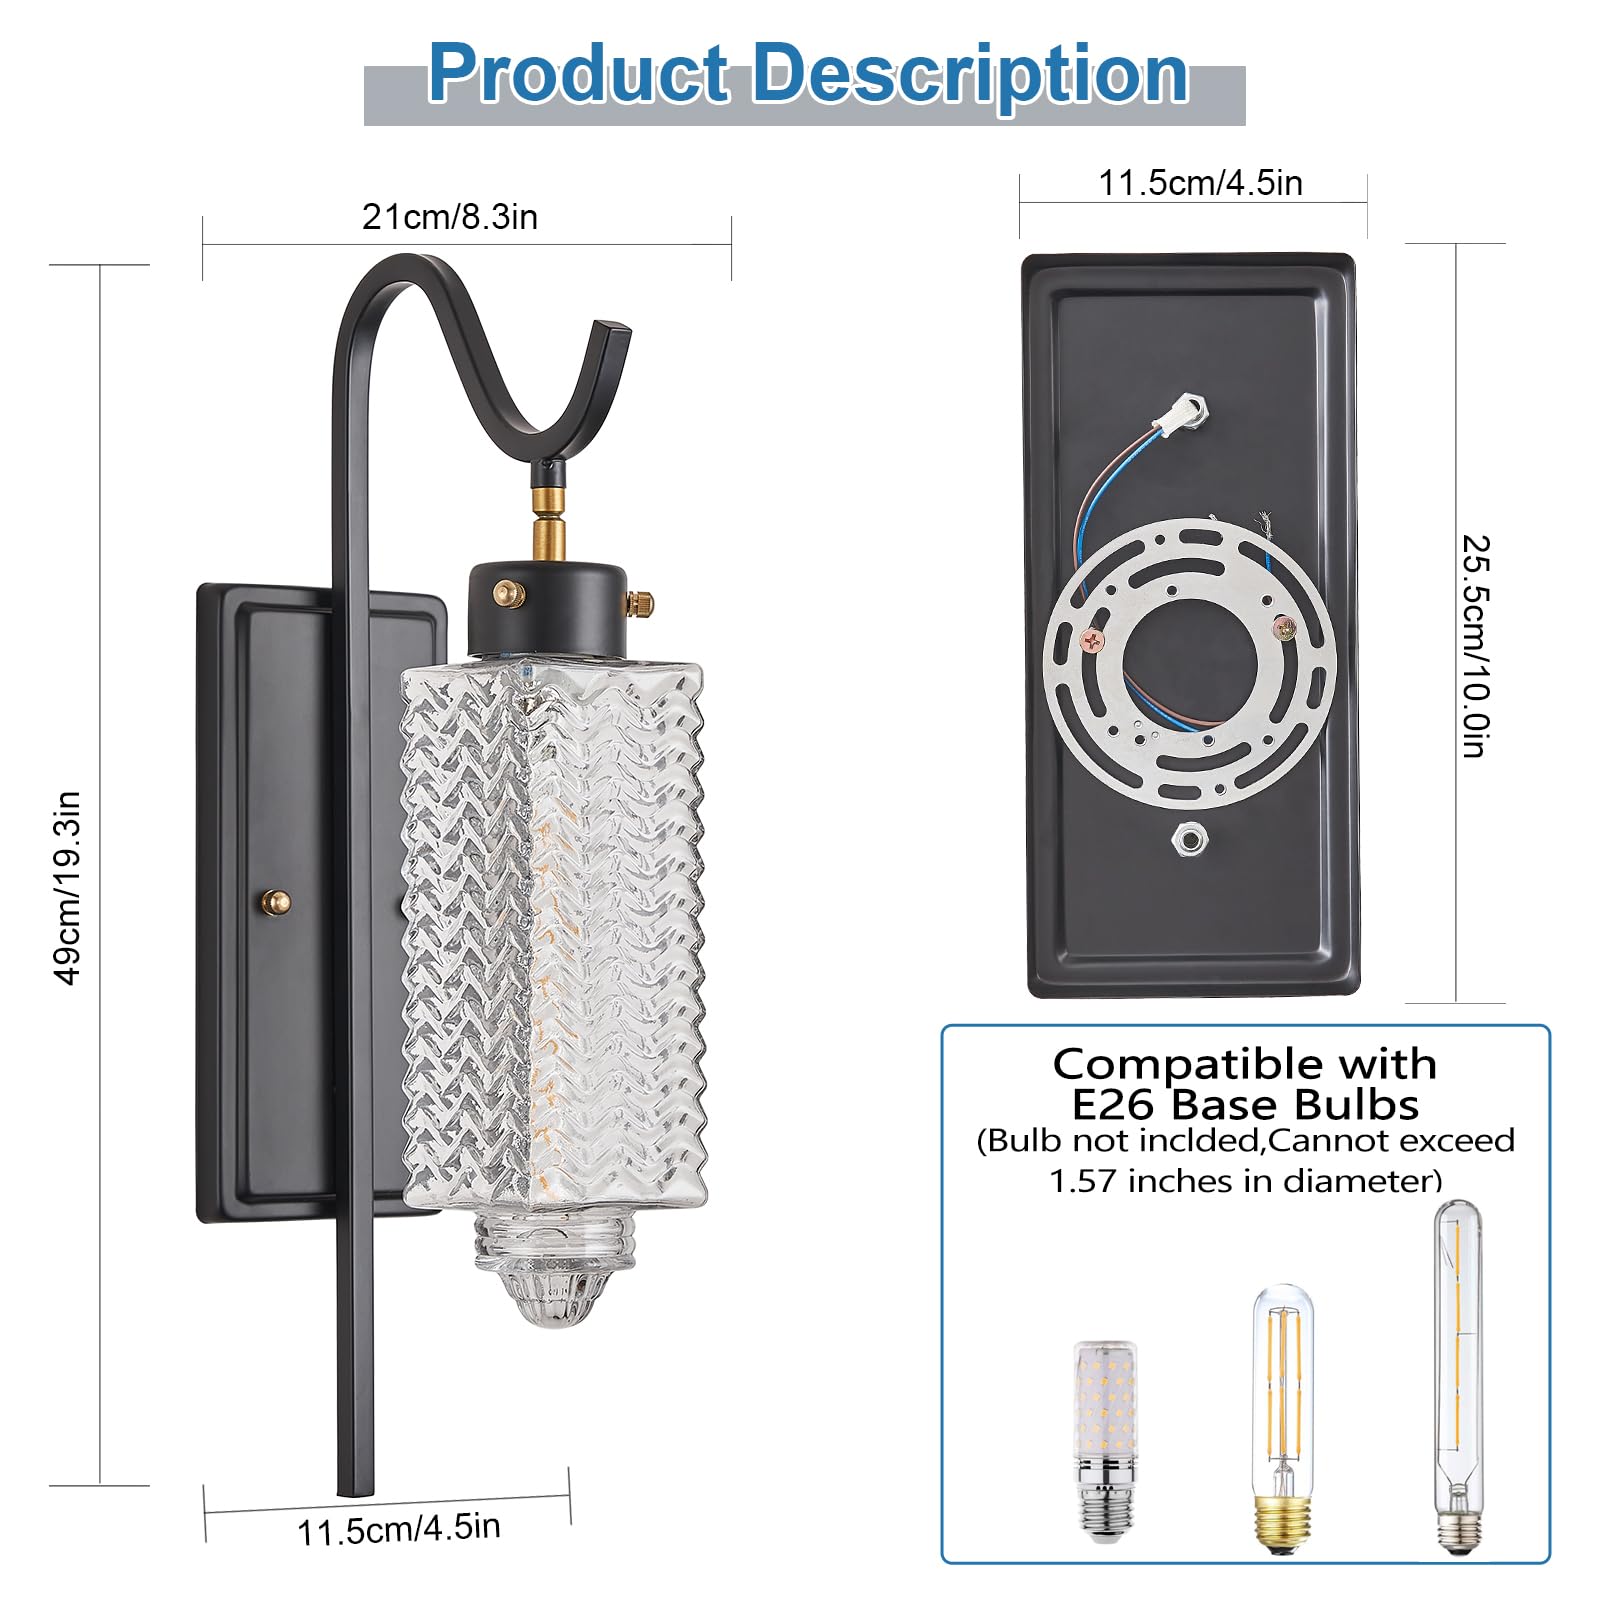 Product Description
21cm/8.3in
11.5cm/4.5in
49cm/19.3in
25.5cm/10.0in
11.5cm/4.5in
Compatible with
E26 Base Bulbs
(Bulb not inclded,Cannot exceed
1.57 inches in diameter)